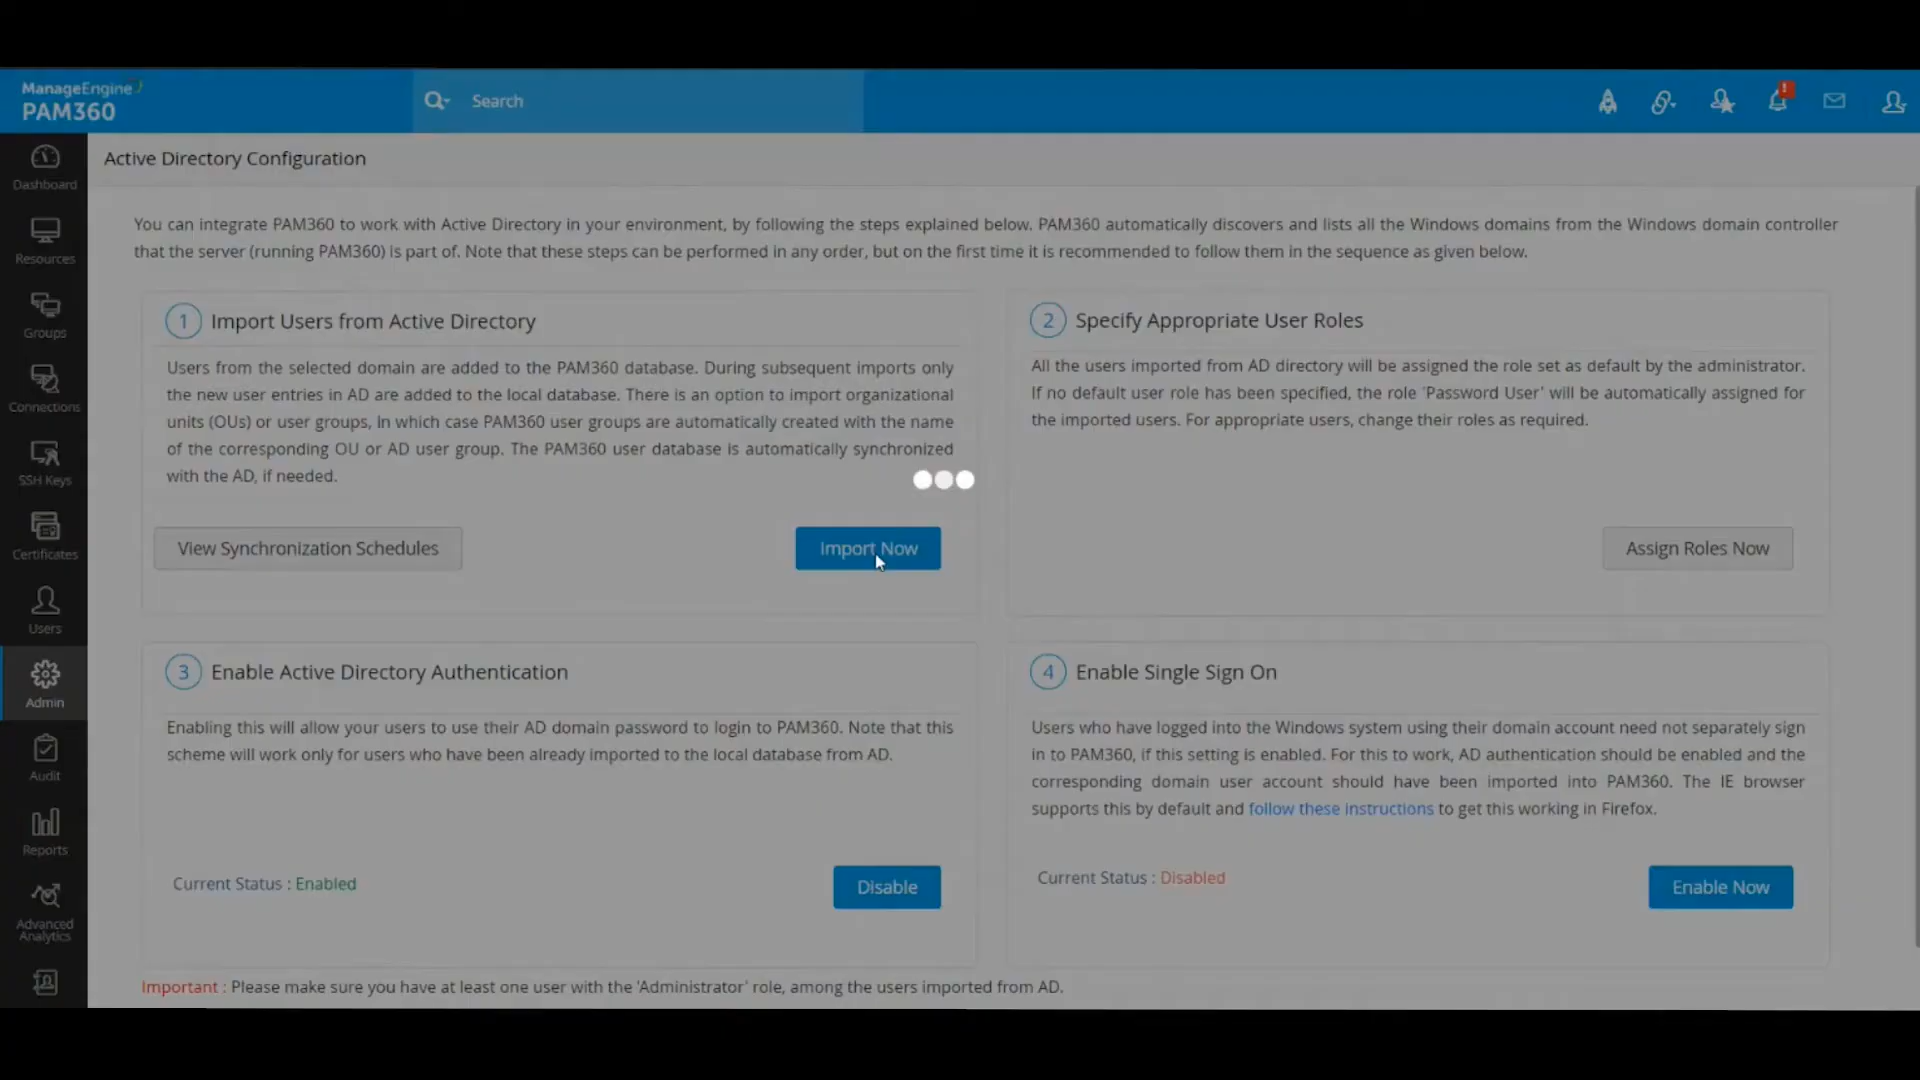 ManageEngine
PAM360
Search
Active Directory Configuration
Dashboard
Resources
Groups
Connections
SSH Keys
Certificates
Users
Admin
Audit
Reports
Advanced
Analytics
You can integrate PAM360 to work with Active Directory in your environment, by following the steps explained below. PAM360 automatically discovers and lists all the Windows domains from the Windows domain controller
that the server (running PAM360) is part of. Note that these steps can be performed in any order, but on the first time it is recommended to follow them in the sequence as given below.
1 Import Users from Active Directory
Users from the selected domain are added to the PAM360 database. During subsequent imports only
the new user entries in AD are added to the local database. There is an option to import organizational
units (OUs) or user groups, In which case PAM360 user groups are automatically created with the name
of the corresponding OU or AD user group. The PAM360 user database is automatically synchronized
with the AD, if needed.
View Synchronization Schedules
Import Now
2 Specify Appropriate User Roles
All the users imported from AD directory will be assigned the role set as default by the administrator.
If no default user role has been specified, the role 'Password User' will be automatically assigned for
the imported users. For appropriate users, change their roles as required.
Assign Roles Now
3 Enable Active Directory Authentication
Enabling this will allow your users to use their AD domain password to login to PAM360. Note that this
scheme will work only for users who have been already imported to the local database from AD.
Current Status : Enabled
Disable
4 Enable Single Sign On
Users who have logged into the Windows system using their domain account need not separately sign
in to PAM360, if this setting is enabled. For this to work, AD authentication should be enabled and the
corresponding domain user account should have been imported into PAM360. The IE browser
supports this by default and follow these instructions to get this working in Firefox.
Current Status : Disabled
Enable Now
Important : Please make sure you have at least one user with the 'Administrator' role, among the users imported from AD.